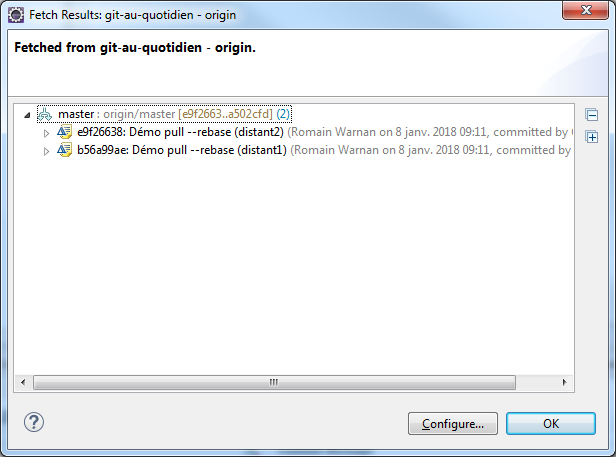 Fetch Results: git-au-quotidien - origin
Fetched from git-au-quotidien - origin.
master : origin/master [e9f2663..a502cfd] (2)
e9f26638: Démo pull --rebase (distant2) (Romain Warnan on 8 janv. 2018 09:11, committed by
b56a99ae: Démo pull --rebase (distant1) (Romain Warnan on 8 janv. 2018 09:11, committed by
Configure...
OK